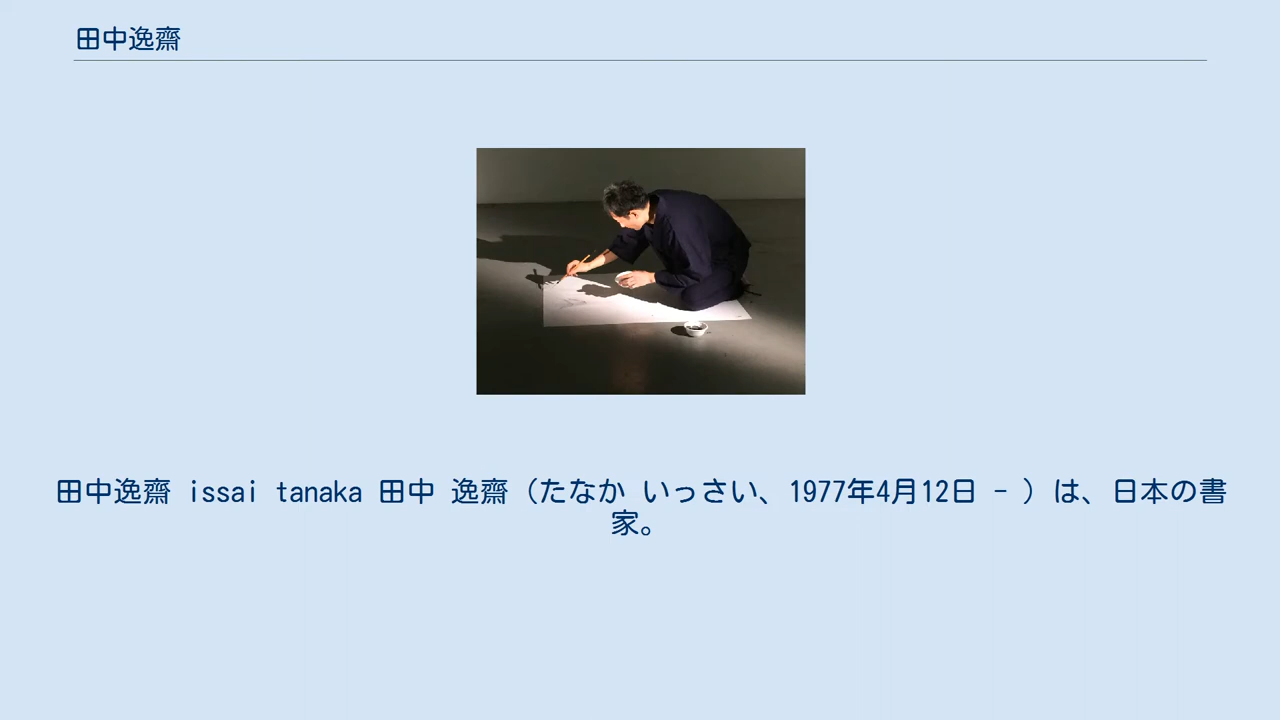 田中逸齋
田中逸齋 issai tanaka 田中 逸齋（たなか いっさい、1977年4月12日 - ）は、日本の書
家。